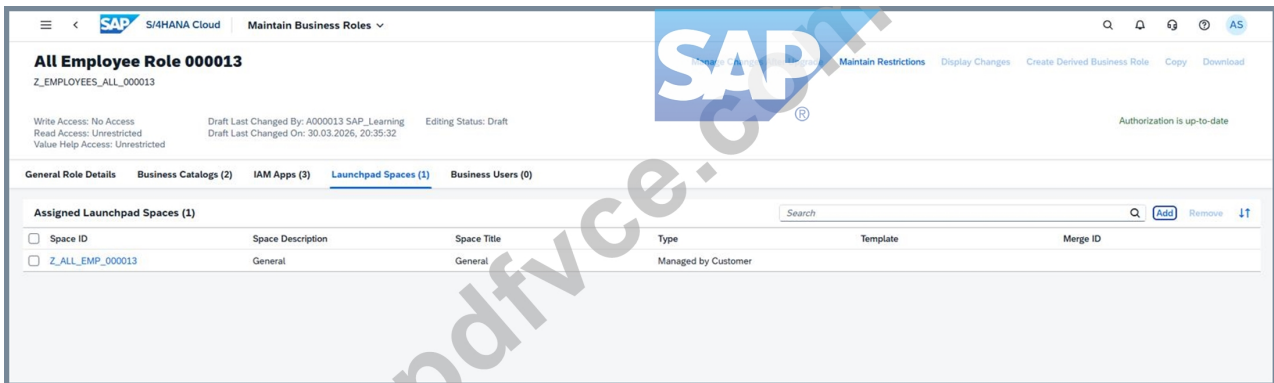 SAP S/4HANA Cloud Maintain Business Roles AS
All Employee Role 000013
Z_EMPLOYEES_ALL_000013
SAP
®
Manage Changes Maintain Restrictions Display Changes Create Derived Business Role Copy Download
Write Access: No Access Draft Last Changed By: A000013 SAP_Learning Editing Status: Draft Authorization is up-to-date
Read Access: Unrestricted Draft Last Changed On: 30.03.2026, 20:35:32
Value Help Access: Unrestricted
General Role Details Business Catalogs (2) IAM Apps (3) Launchpad Spaces (1) Business Users (0)
Assigned Launchpad Spaces (1) Search Add Remove
Space ID Space Description Space Title Type Template Merge ID
Z_ALL_EMP_000013 General General Managed by Customer
pdfvce.com